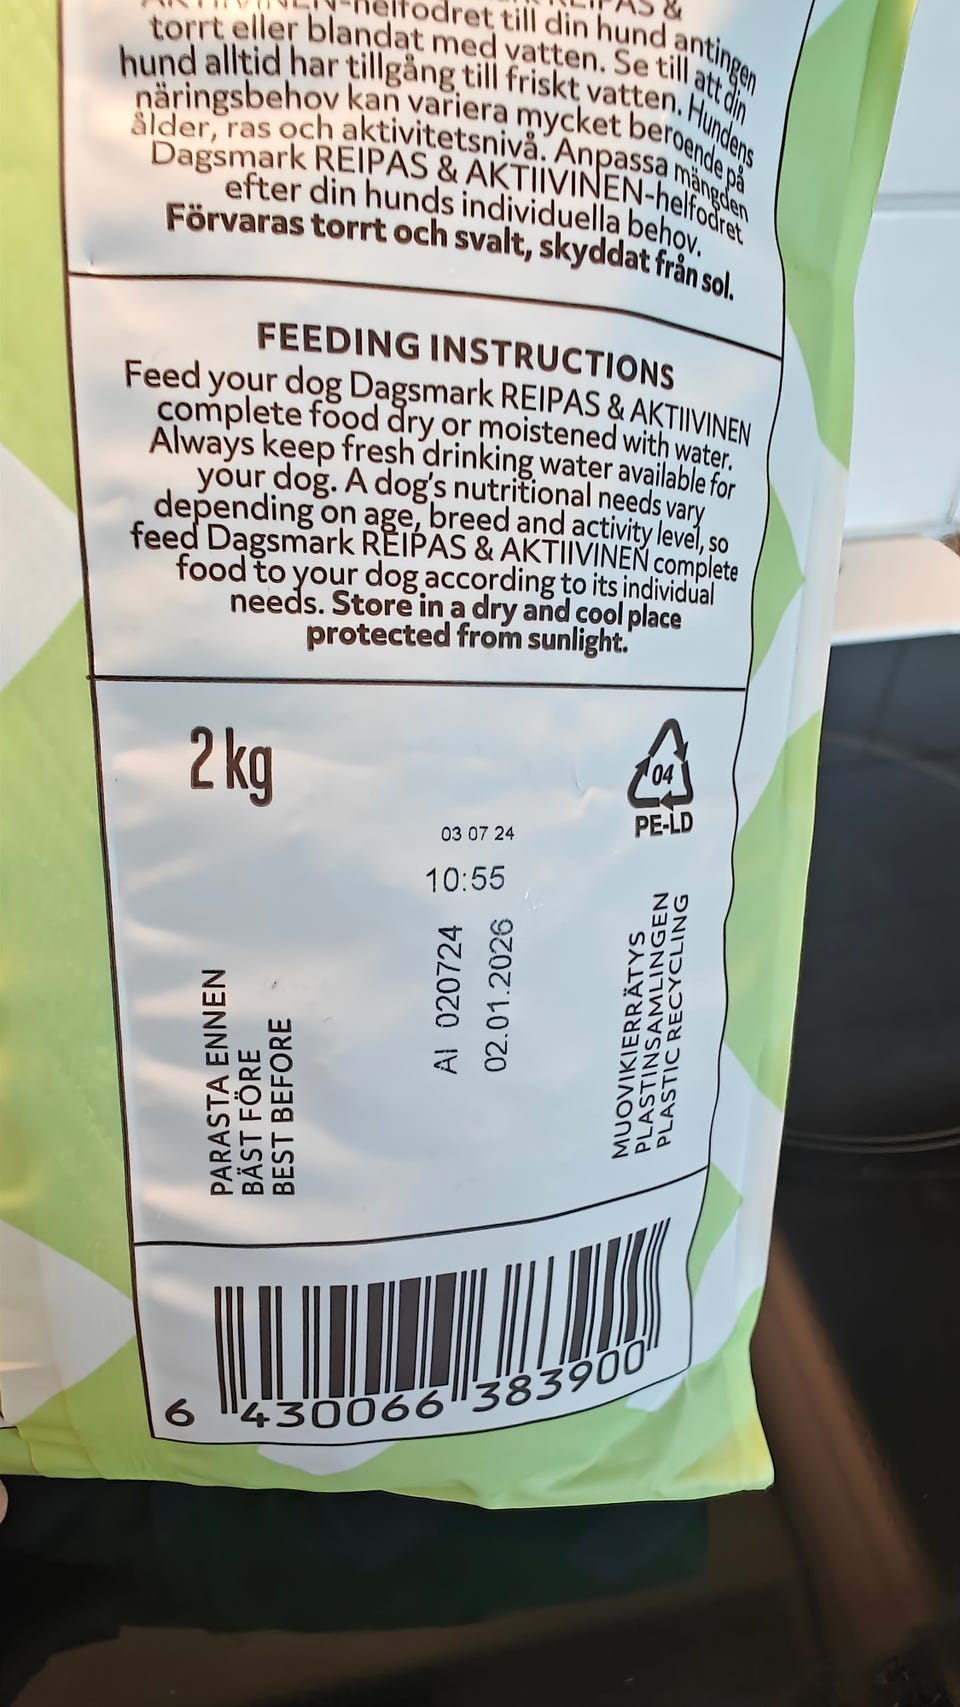 helfodret till din hund antingen
torrt eller blandat med vatten. Se till att din
hund alltid har tillgång till friskt vatten. Hundens
näringsbehov kan variera mycket beroende på
ålder, ras och aktivitetsnivå. Anpassa mängden
Dagsmark REIPAS & AKTIIVINEN-helfodret
efter din hunds individuella behov.
Förvaras torrt och svalt, skyddat från sol.
FEEDING INSTRUCTIONS
Feed your dog Dagsmark REIPAS & AKTIIVINEN
complete food dry or moistened with water.
Always keep fresh drinking water available for
your dog. A dog's nutritional needs vary
depending on age, breed and activity level, so
feed Dagsmark REIPAS & AKTIIVINEN complete
food to your dog according to its individual
needs. Store in a dry and cool place
protected from sunlight.
2 kg
04
PE-LD
03 07 24
10:55
AI 020724
02.01.2026
PARASTA ENNEN
BÄST FÖRE
BEST BEFORE
MUOVIKIERRÄTYS
PLASTINSAMLINGEN
PLASTIC RECYCLING
6 430066 383900